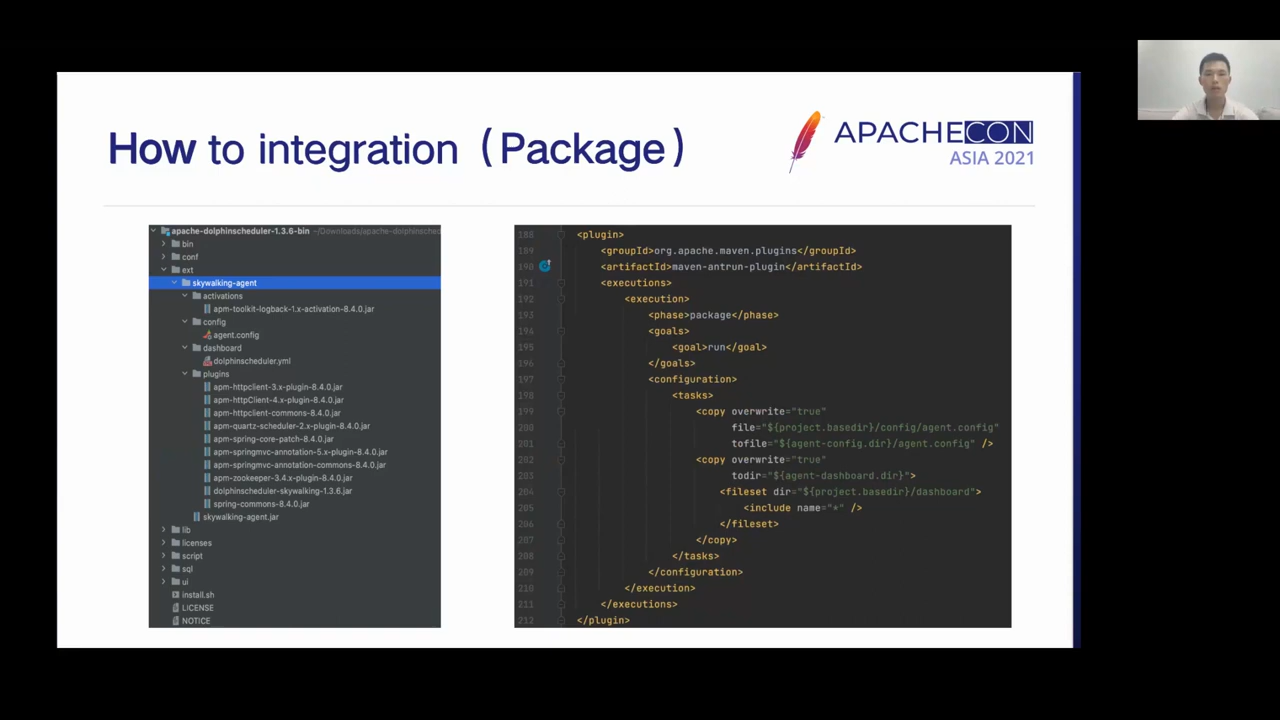 How to integration（Package）
APACHECON
ASIA 2021
apache-dolphinscheduler-1.3.6-bin ~/Downloads/apache-dolphinsched
bin
conf
ext
skywalking-agent
activations
apm-toolkit-logback-1.x-activation-8.4.0.jar
config
agent.config
dashboard
dolphinscheduler.yml
plugins
apm-httpclient-3.x-plugin-8.4.0.jar
apm-httpClient-4.x-plugin-8.4.0.jar
apm-httpclient-commons-8.4.0.jar
apm-quartz-scheduler-2.x-plugin-8.4.0.jar
apm-spring-core-patch-8.4.0.jar
apm-springmvc-annotation-5.x-plugin-8.4.0.jar
apm-springmvc-annotation-commons-8.4.0.jar
apm-zookeeper-3.4.x-plugin-8.4.0.jar
dolphinscheduler-skywalking-1.3.6.jar
spring-commons-8.4.0.jar
skywalking-agent.jar
lib
licenses
script
sql
ui
install.sh
LICENSE
NOTICE
188 <plugin>
189 <groupId>org.apache.maven.plugins</groupId>
190 <artifactId>maven-antrun-plugin</artifactId>
191 <executions>
192 <execution>
193 <phase>package</phase>
194 <goals>
195 <goal>run</goal>
196 </goals>
197 <configuration>
198 <tasks>
199 <copy overwrite="true"
200 file="${project.basedir}/config/agent.config"
201 tofile="${agent-config.dir}/agent.config" />
202 <copy overwrite="true"
203 todir="${agent-dashboard.dir}">
204 <fileset dir="${project.basedir}/dashboard">
205 <include name="*" />
206 </fileset>
207 </copy>
208 </tasks>
209 </configuration>
210 </execution>
211 </executions>
212 </plugin>